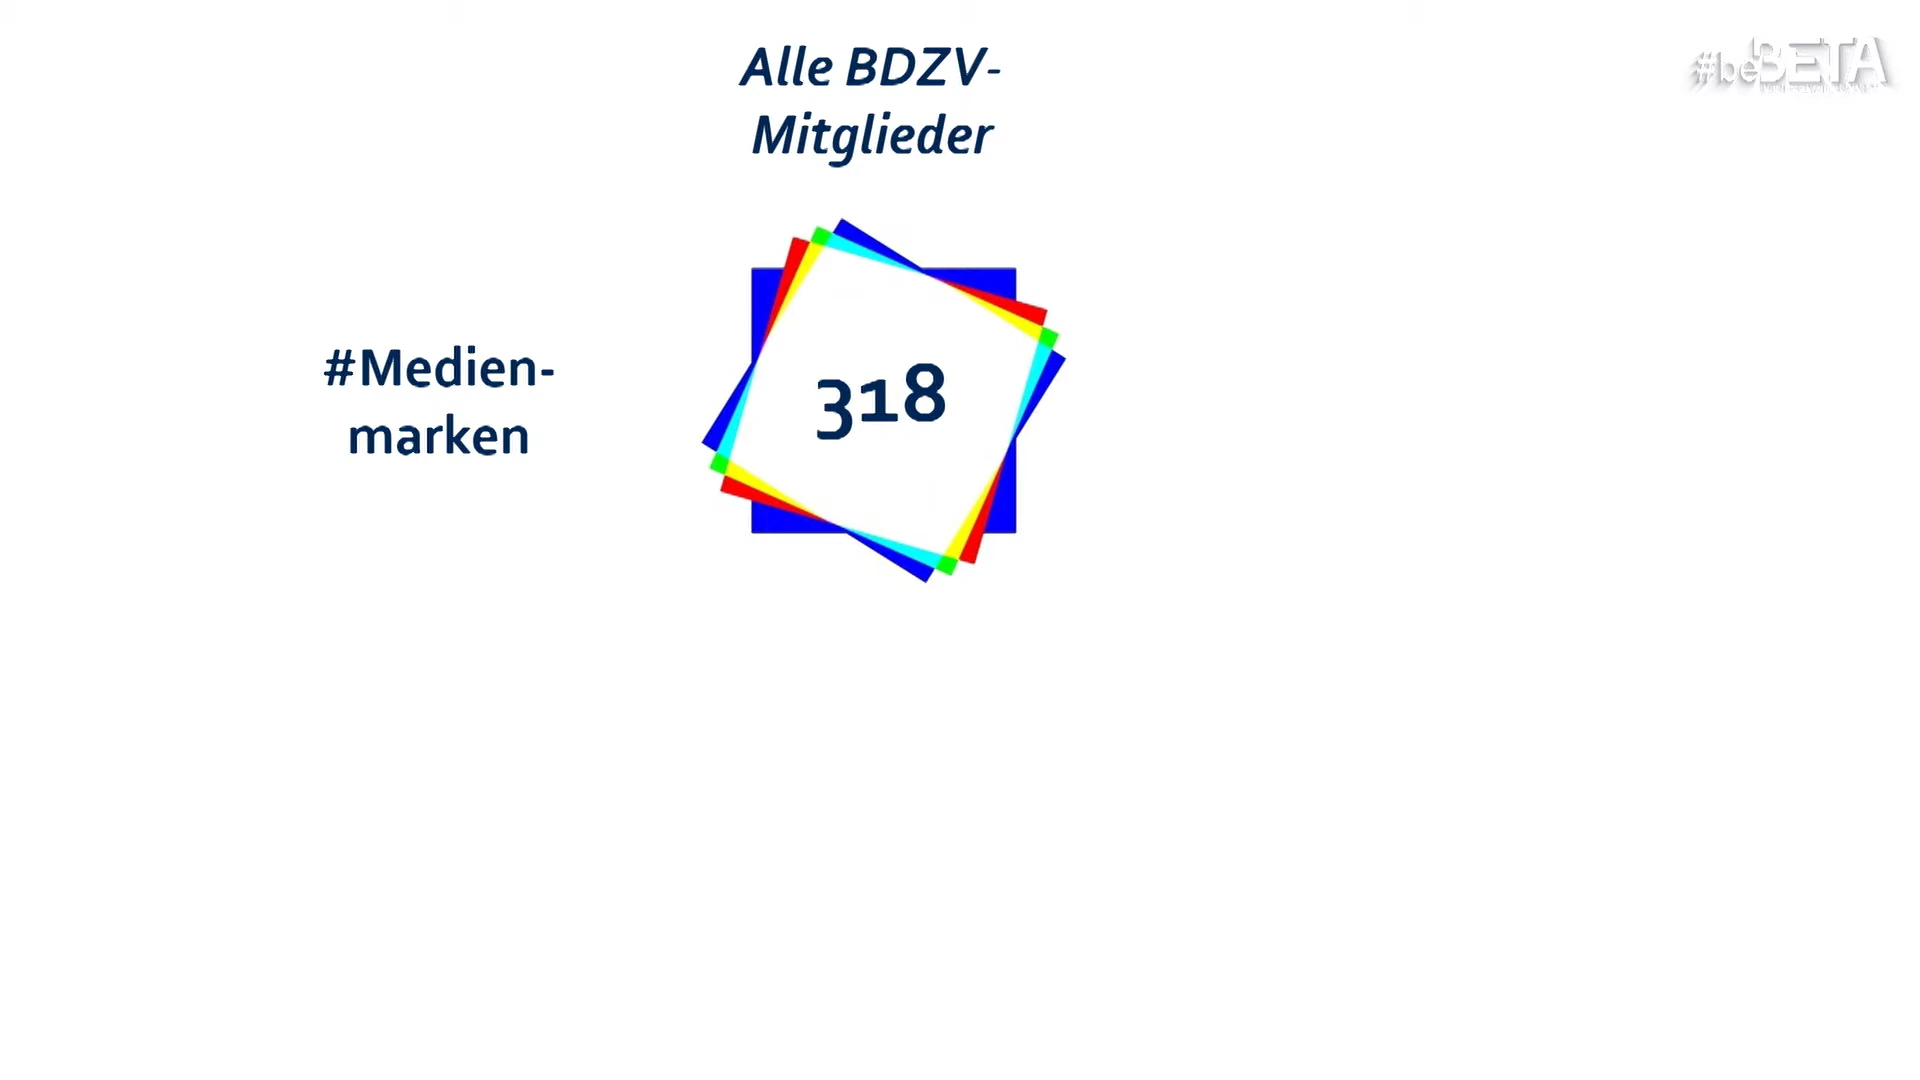 Alle BDZV-
Mitglieder
#beBETA
#Medien-
marken
318